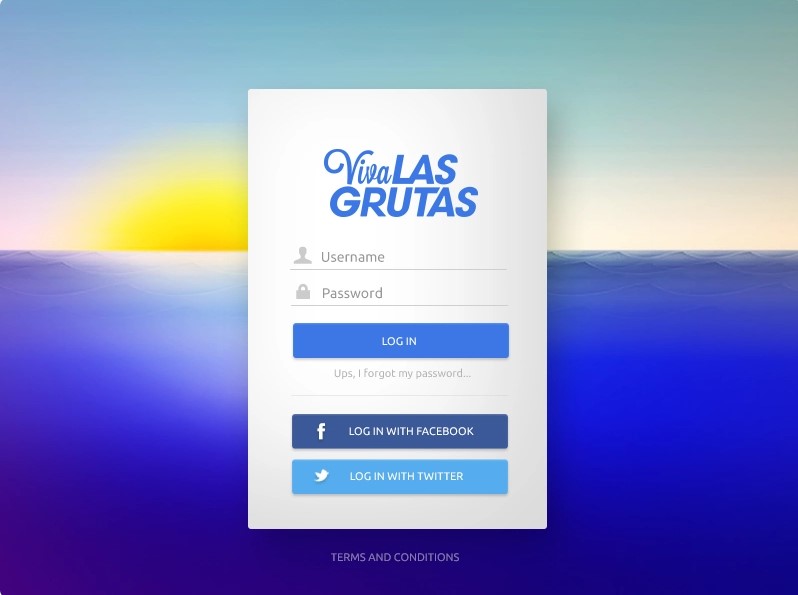 Viva LAS
GRUTAS
Username
Password
LOG IN
Ups, I forgot my password...
LOG IN WITH FACEBOOK
LOG IN WITH TWITTER
TERMS AND CONDITIONS